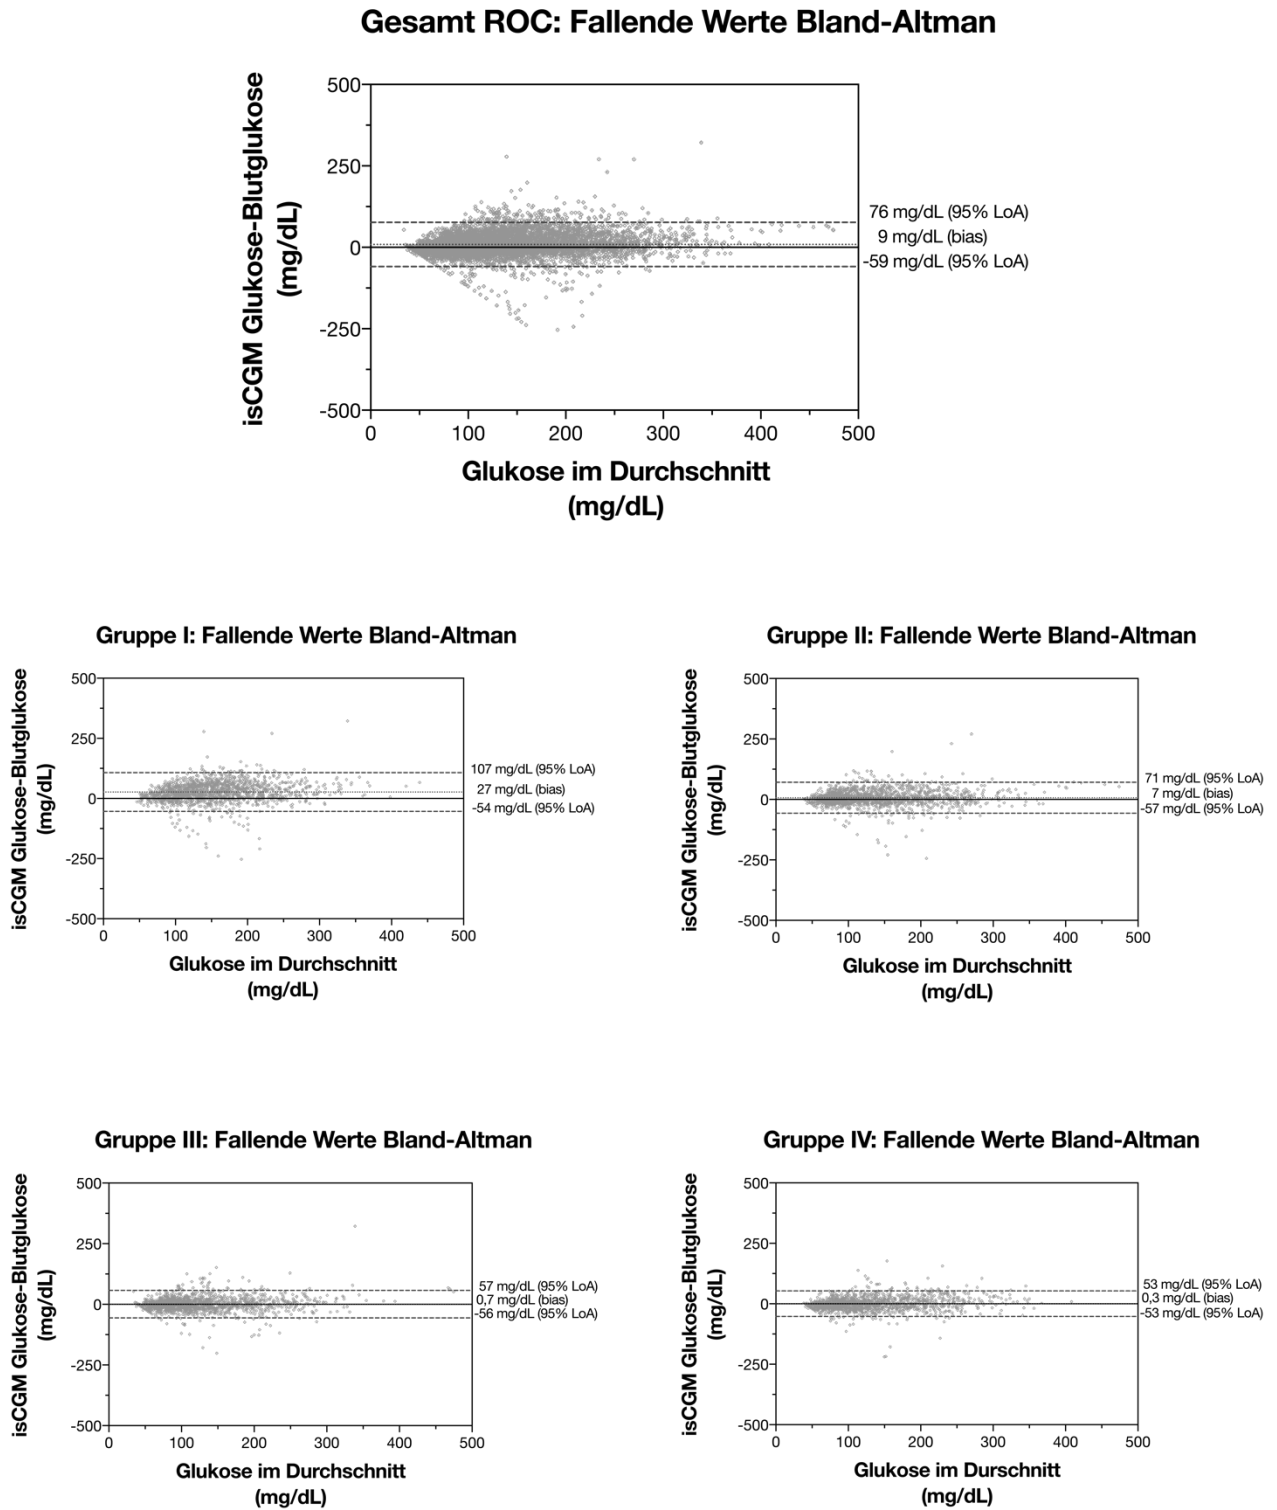 Gesamt ROC: Fallende Werte Bland-Altman
isCGM Glukose-Blutglukose
(mg/dL)
500
250
0
-250
-500
76 mg/dL (95% LoA)
9 mg/dL (bias)
-59 mg/dL (95% LoA)
0 100 200 300 400 500
Glukose im Durchschnitt
(mg/dL)
Gruppe I: Fallende Werte Bland-Altman
isCGM Glukose-Blutglukose
(mg/dL)
500
250
0
-250
-500
107 mg/dL (95% LoA)
27 mg/dL (bias)
-54 mg/dL (95% LoA)
0 100 200 300 400 500
Glukose im Durchschnitt
(mg/dL)
Gruppe II: Fallende Werte Bland-Altman
isCGM Glukose-Blutglukose
(mg/dL)
500
250
0
-250
-500
71 mg/dL (95% LoA)
7 mg/dL (bias)
-57 mg/dL (95% LoA)
0 100 200 300 400 500
Glukose im Durchschnitt
(mg/dL)
Gruppe III: Fallende Werte Bland-Altman
isCGM Glukose-Blutglukose
(mg/dL)
500
250
0
-250
-500
57 mg/dL (95% LoA)
0,7 mg/dL (bias)
-56 mg/dL (95% LoA)
0 100 200 300 400 500
Glukose im Durchschnitt
(mg/dL)
Gruppe IV: Fallende Werte Bland-Altman
isCGM Glukose-Blutglukose
(mg/dL)
500
250
0
-250
-500
53 mg/dL (95% LoA)
0,3 mg/dL (bias)
-53 mg/dL (95% LoA)
0 100 200 300 400 500
Glukose im Durschnitt
(mg/dL)